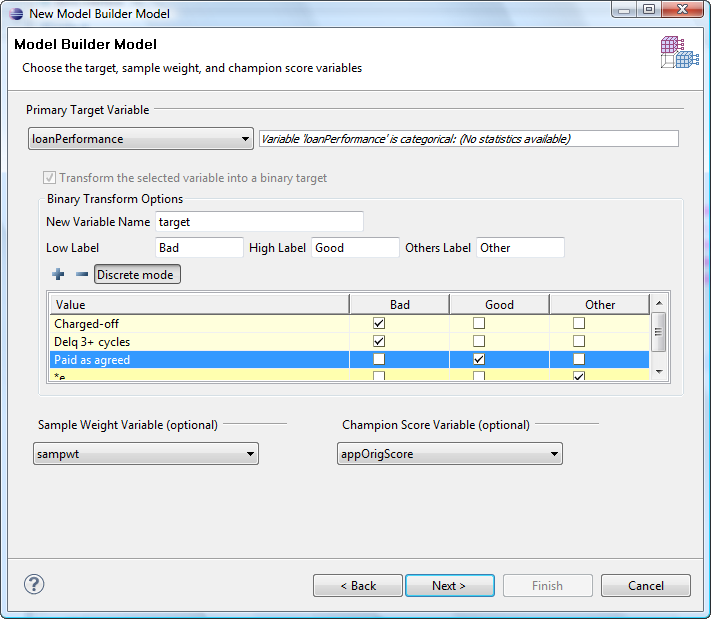 New Model Builder Model
Model Builder Model
Choose the target, sample weight, and champion score variables
Primary Target Variable
loanPerformance Variable 'loanPerformance' is categorical: (No statistics available)
Transform the selected variable into a binary target
Binary Transform Options
New Variable Name target
Low Label Bad High Label Good Others Label Other
Discrete mode
Value Bad Good Other
Charged-off
Delq 3+ cycles
Paid as agreed
*e
Sample Weight Variable (optional) Champion Score Variable (optional)
sampwt appOrigScore
? < Back Next > Finish Cancel